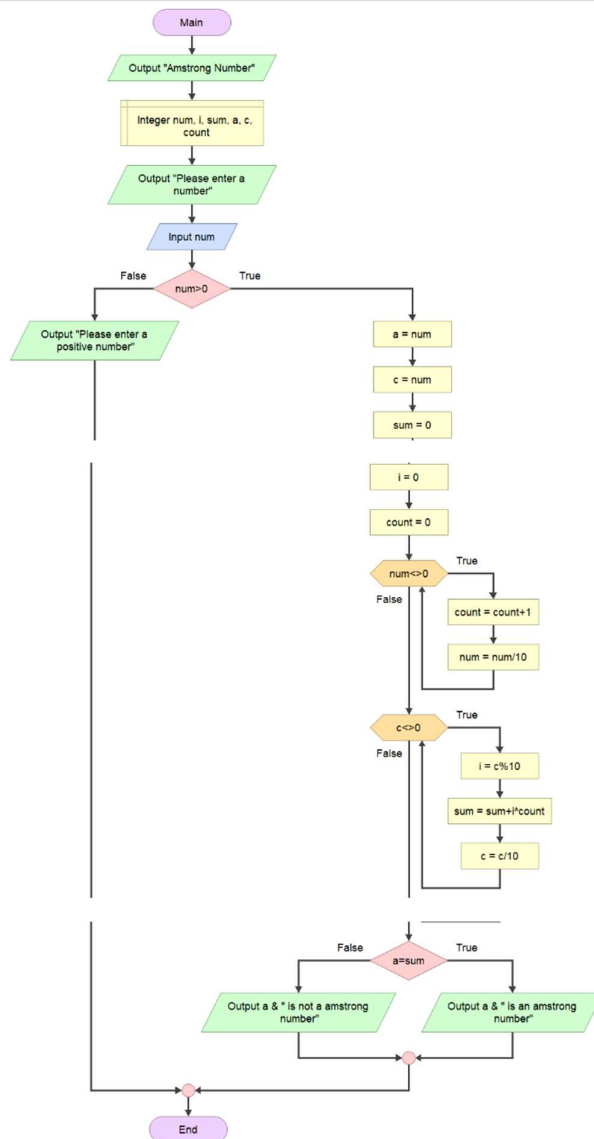 Main
Output "Amstrong Number"
Integer num, i, sum, a, c,
count
Output "Please enter a
number"
Input num
False
True
num>0
Output "Please enter a
positive number"
a = num
c = num
sum = 0
i = 0
count = 0
num<>0
True
False
count = count+1
num = num/10
c<>0
True
False
i = c%10
sum = sum+i^count
c = c/10
False
True
a=sum
Output a & " is not a amstrong
number"
Output a & " is an amstrong
number"
End